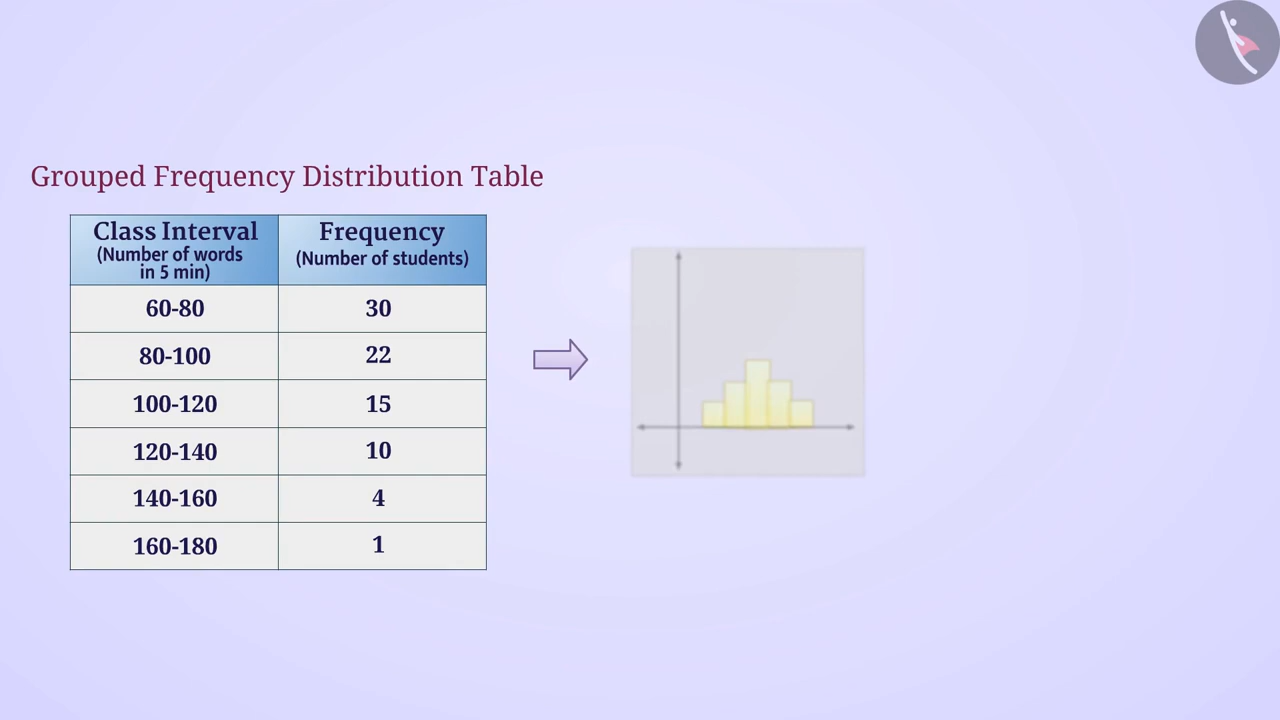 Grouped Frequency Distribution Table
Class Interval Frequency
(Number of words (Number of students)
in 5 min)
60-80 30
80-100 22
100-120 15
120-140 10
140-160 4
160-180 1